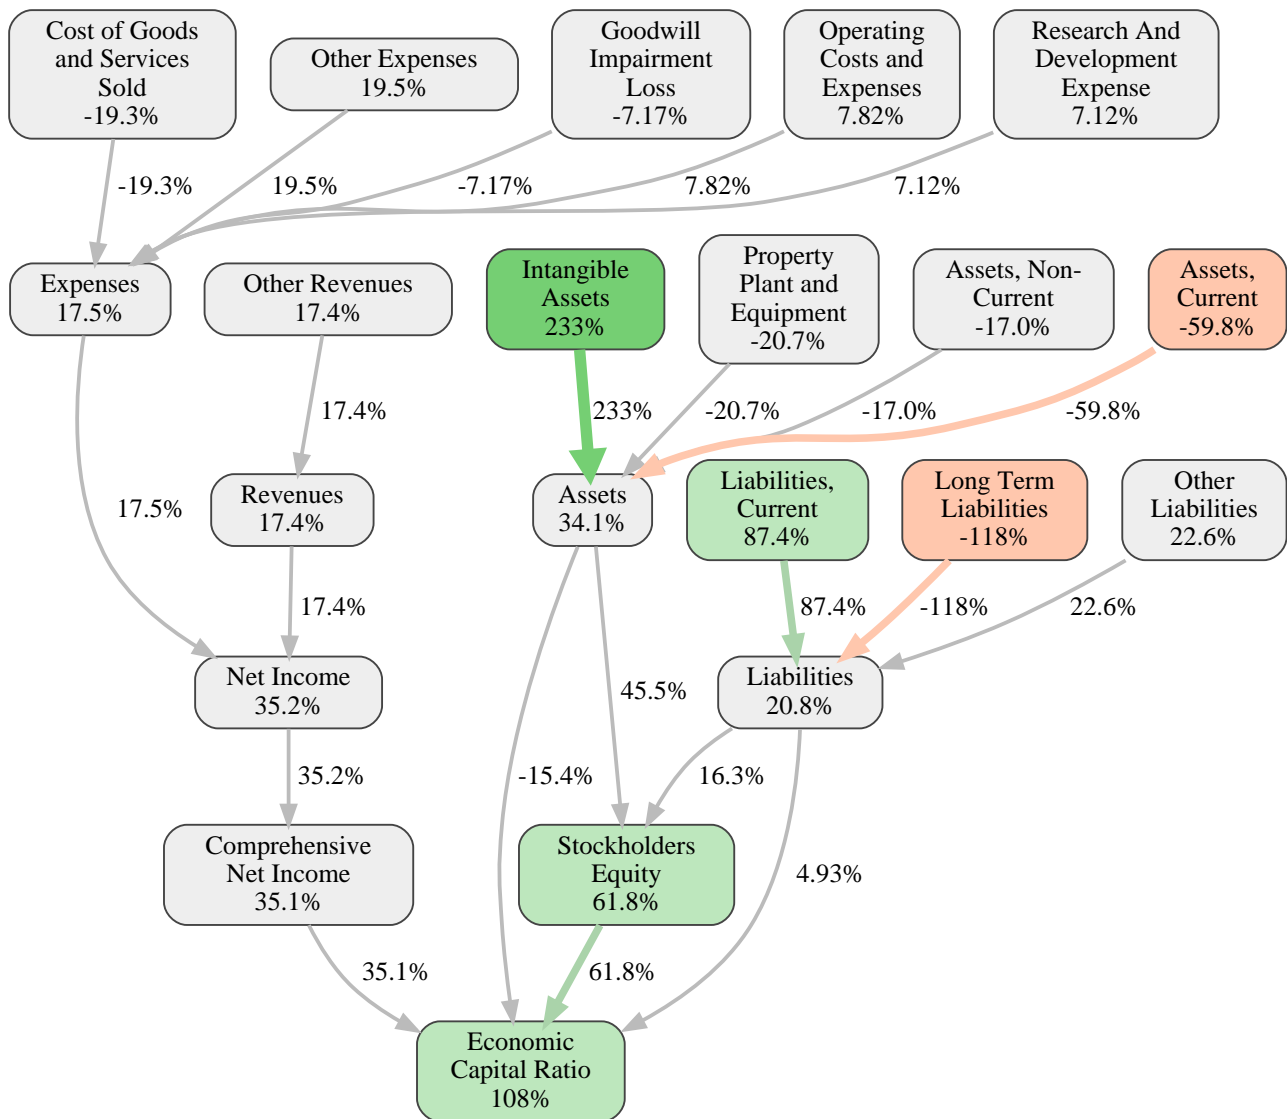 Cost of Goods
and Services
Sold
-19.3%
Other Expenses
19.5%
Goodwill
Impairment
Loss
-7.17%
Operating
Costs and
Expenses
7.82%
Research And
Development
Expense
7.12%
-19.3%
19.5%
-7.17%
7.82%
7.12%
Expenses
17.5%
Other Revenues
17.4%
Intangible
Assets
233%
Property
Plant and
Equipment
-20.7%
Assets, Non-
Current
-17.0%
Assets,
Current
-59.8%
17.4%
233%
-20.7%
-17.0%
-59.8%
Revenues
17.4%
Assets
34.1%
Liabilities,
Current
87.4%
Long Term
Liabilities
-118%
Other
Liabilities
22.6%
17.5%
17.4%
87.4%
-118%
22.6%
Net Income
35.2%
45.5%
Liabilities
20.8%
35.2%
-15.4%
16.3%
Comprehensive
Net Income
35.1%
Stockholders
Equity
61.8%
4.93%
35.1%
61.8%
Economic
Capital Ratio
108%